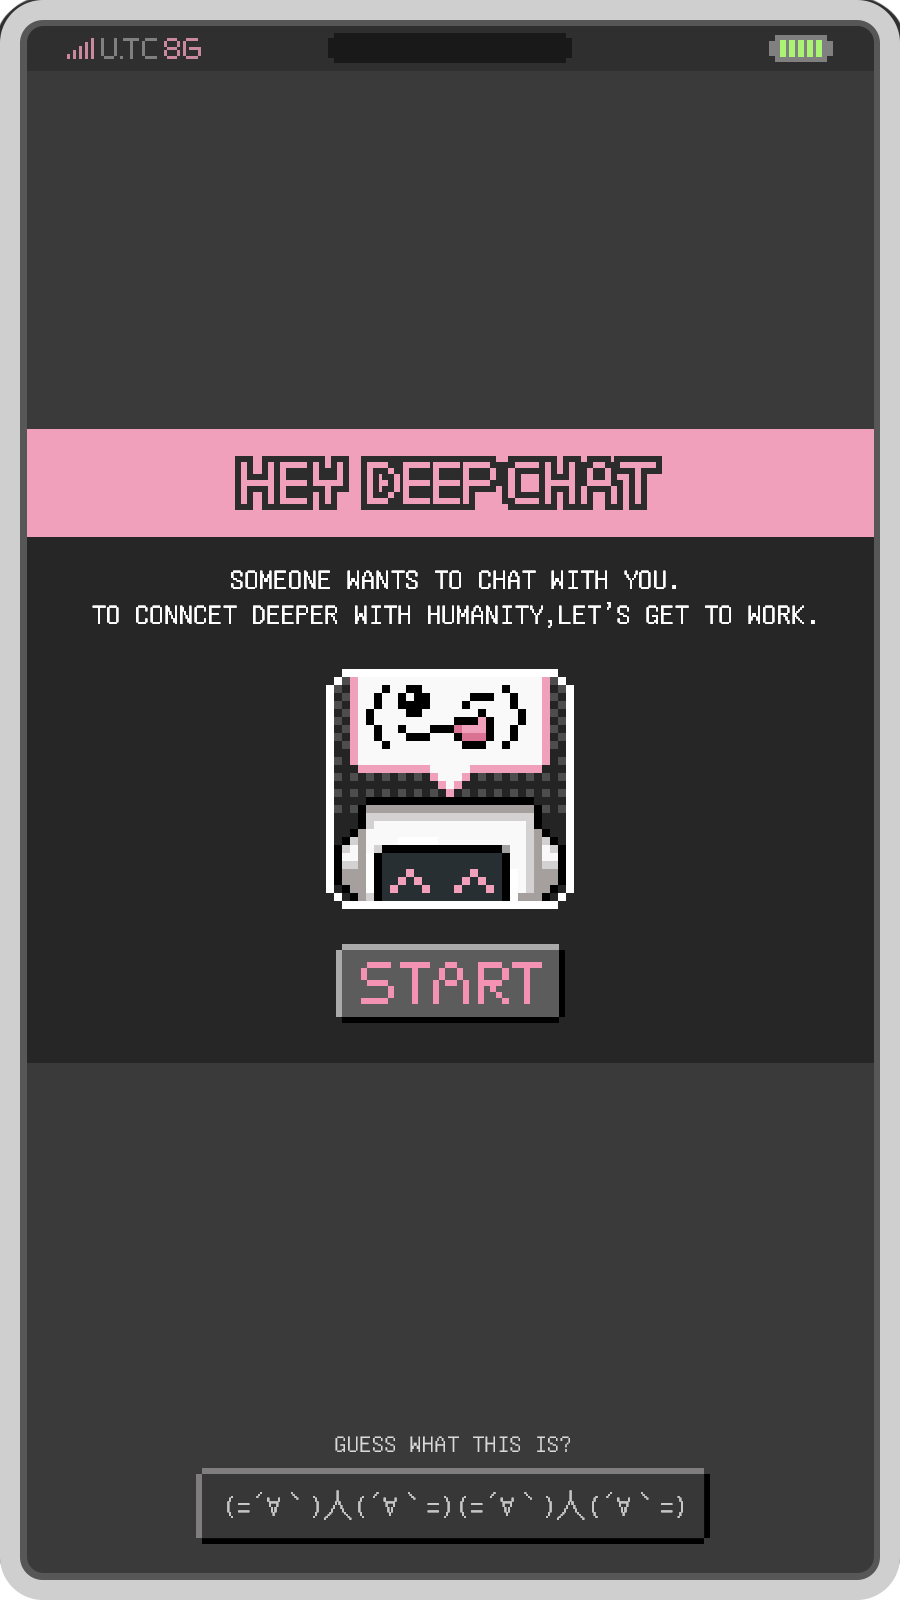 U.TC 8G
HEY DEEPCHAT
SOMEONE WANTS TO CHAT WITH YOU.
TO CONNCET DEEPER WITH HUMANITY,LET'S GET TO WORK.
START
GUESS WHAT THIS IS?
(=´∀｀)人(´∀｀=)(=´∀｀)人(´∀｀=)